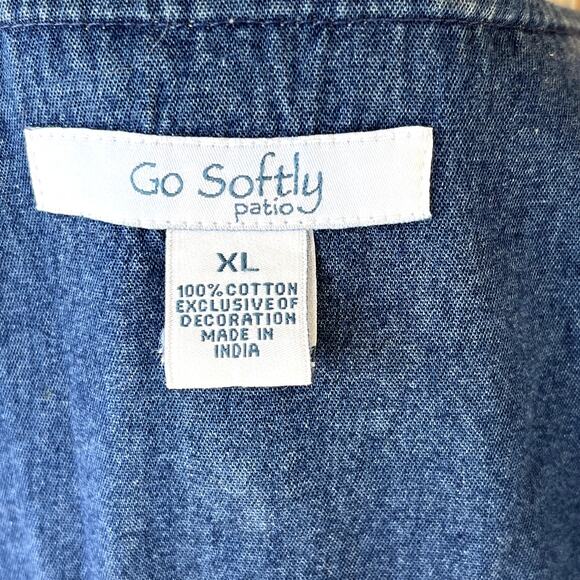 Go Softly
patio
XL
100% COTTON
EXCLUSIVE OF
DECORATION
MADE IN
INDIA